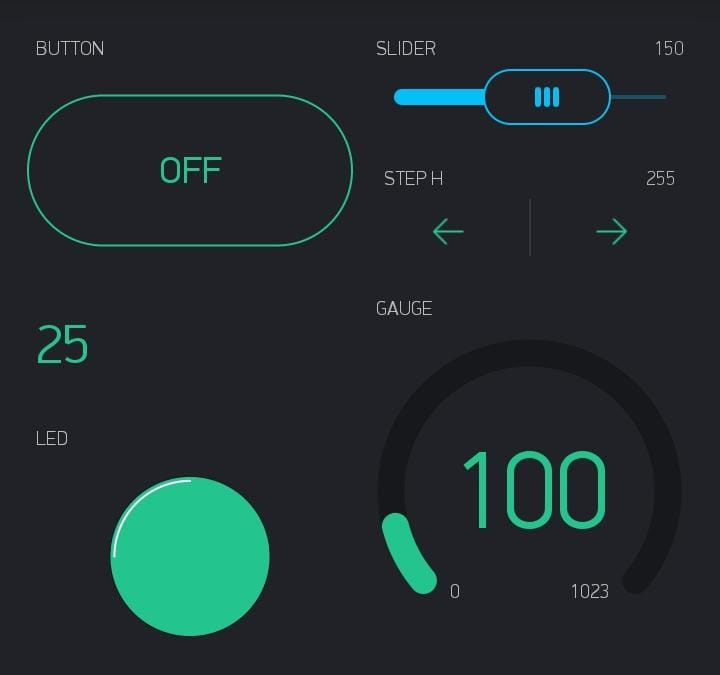 BUTTON
OFF
25
LED
SLIDER 150
STEP H 255
GAUGE
100
0 1023